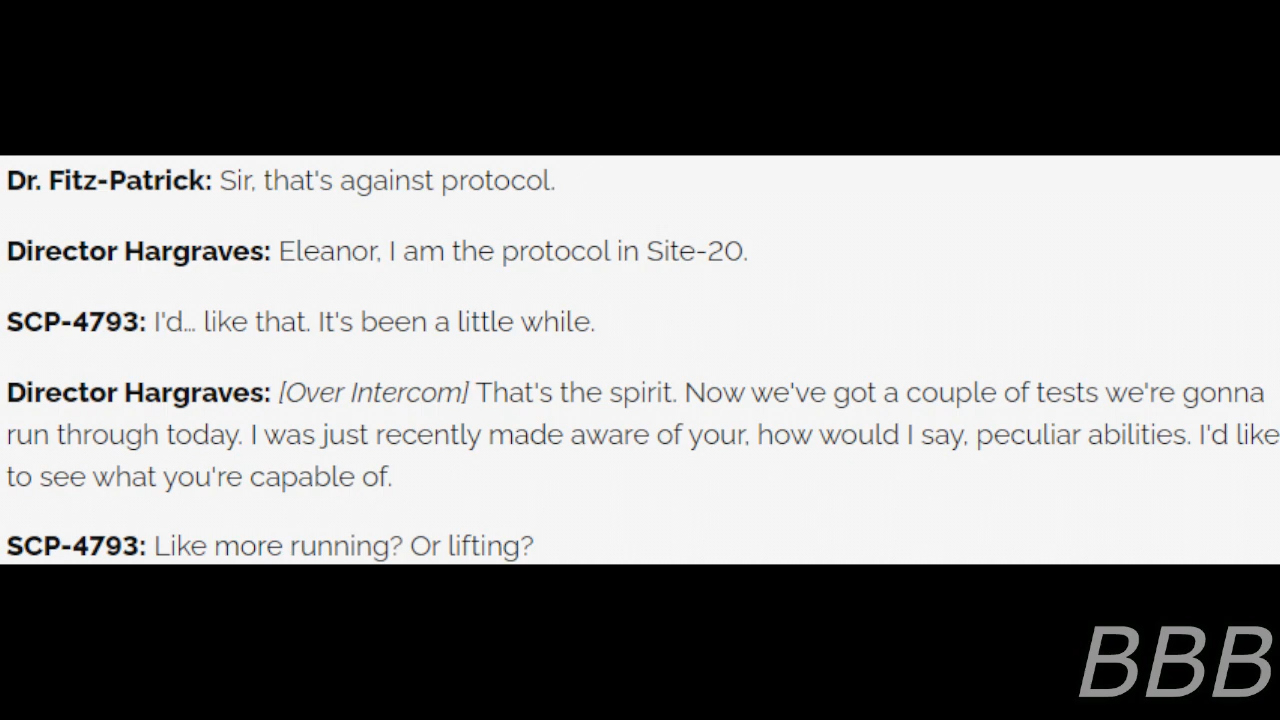 Dr. Fitz-Patrick: Sir, that's against protocol.
Director Hargraves: Eleanor, I am the protocol in Site-20.
SCP-4793: I'd… like that. It's been a little while.
Director Hargraves: [Over Intercom] That's the spirit. Now we've got a couple of tests we're gonna
run through today. I was just recently made aware of your, how would I say, peculiar abilities. I'd like
to see what you're capable of.
SCP-4793: Like more running? Or lifting?
BBB